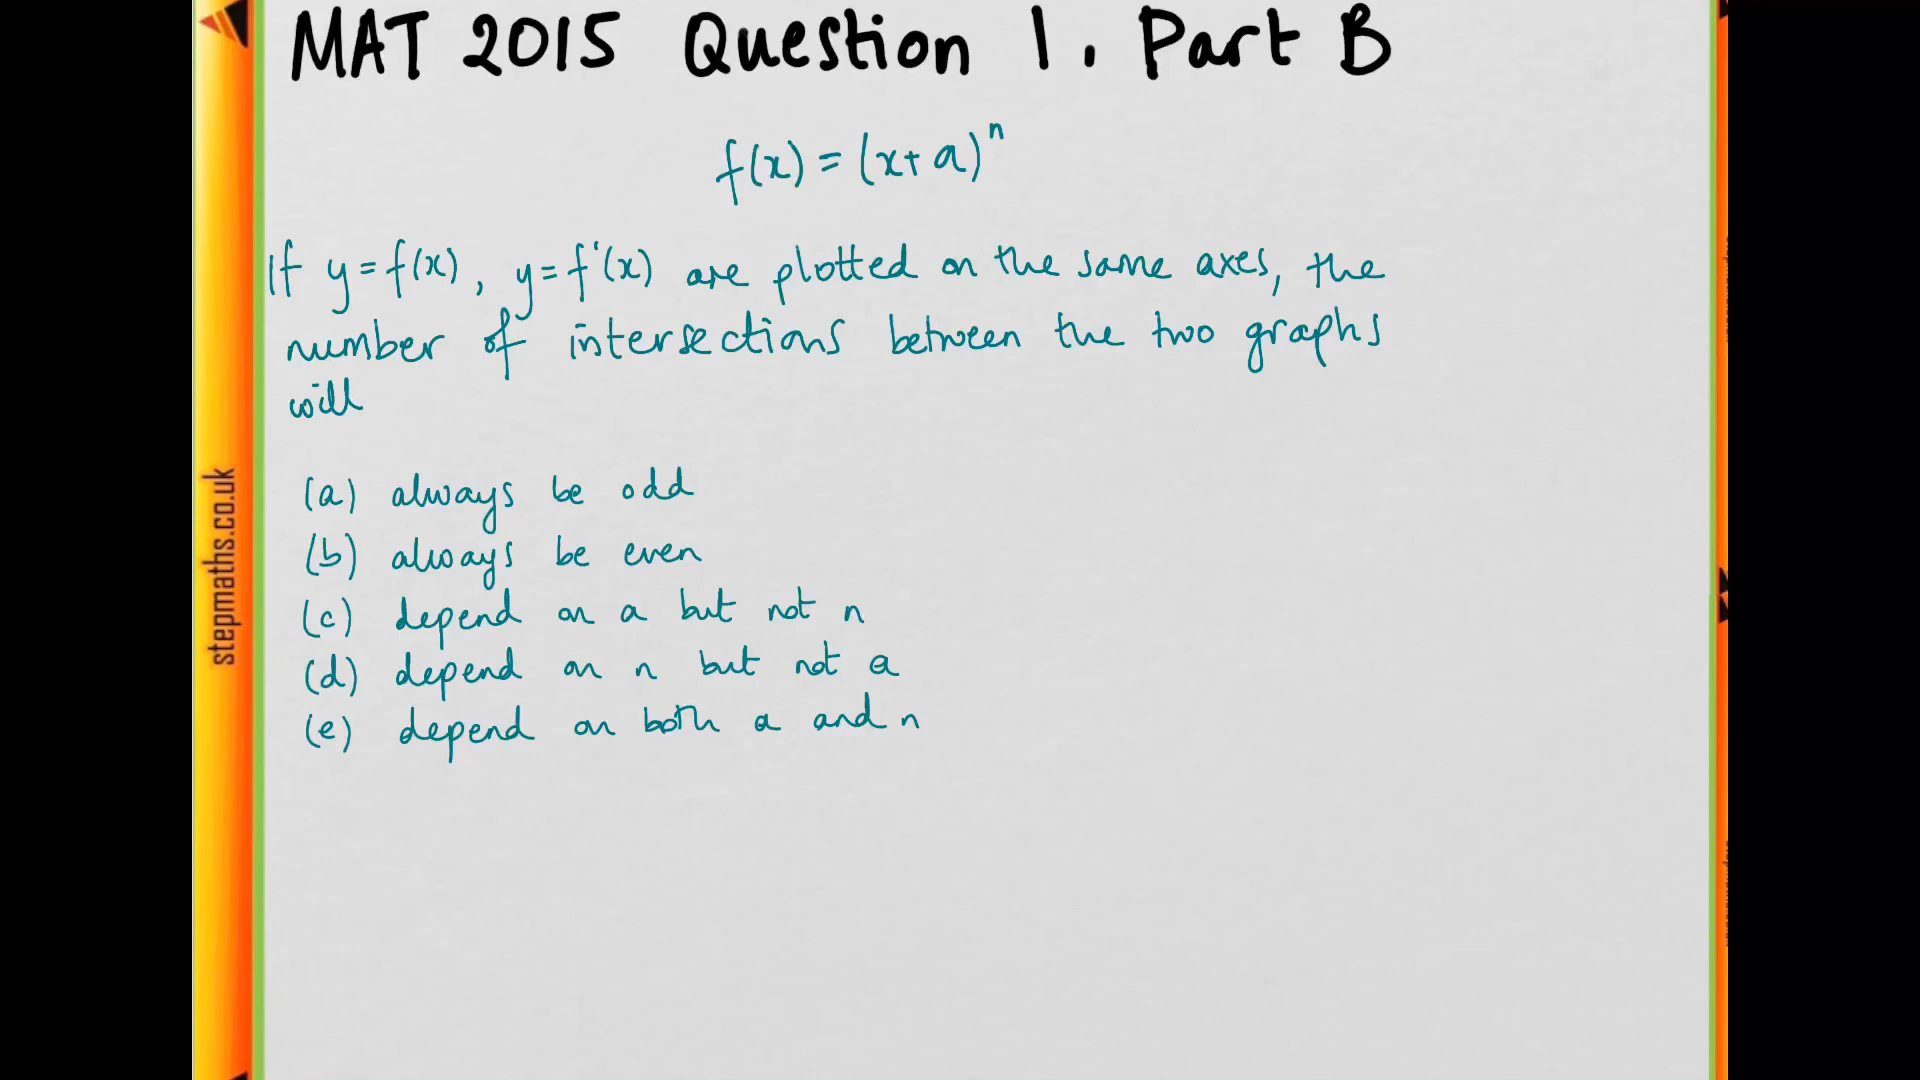 MAT 2015 Question 1. Part B
f(x) = (x+a)^n
If y=f(x), y=f'(x) are plotted on the same axes, the
number of intersections between the two graphs
will
(a) always be odd
(b) always be even
(c) depend on a but not n
(d) depend on n but not a
(e) depend on both a and n
stepmaths.co.uk